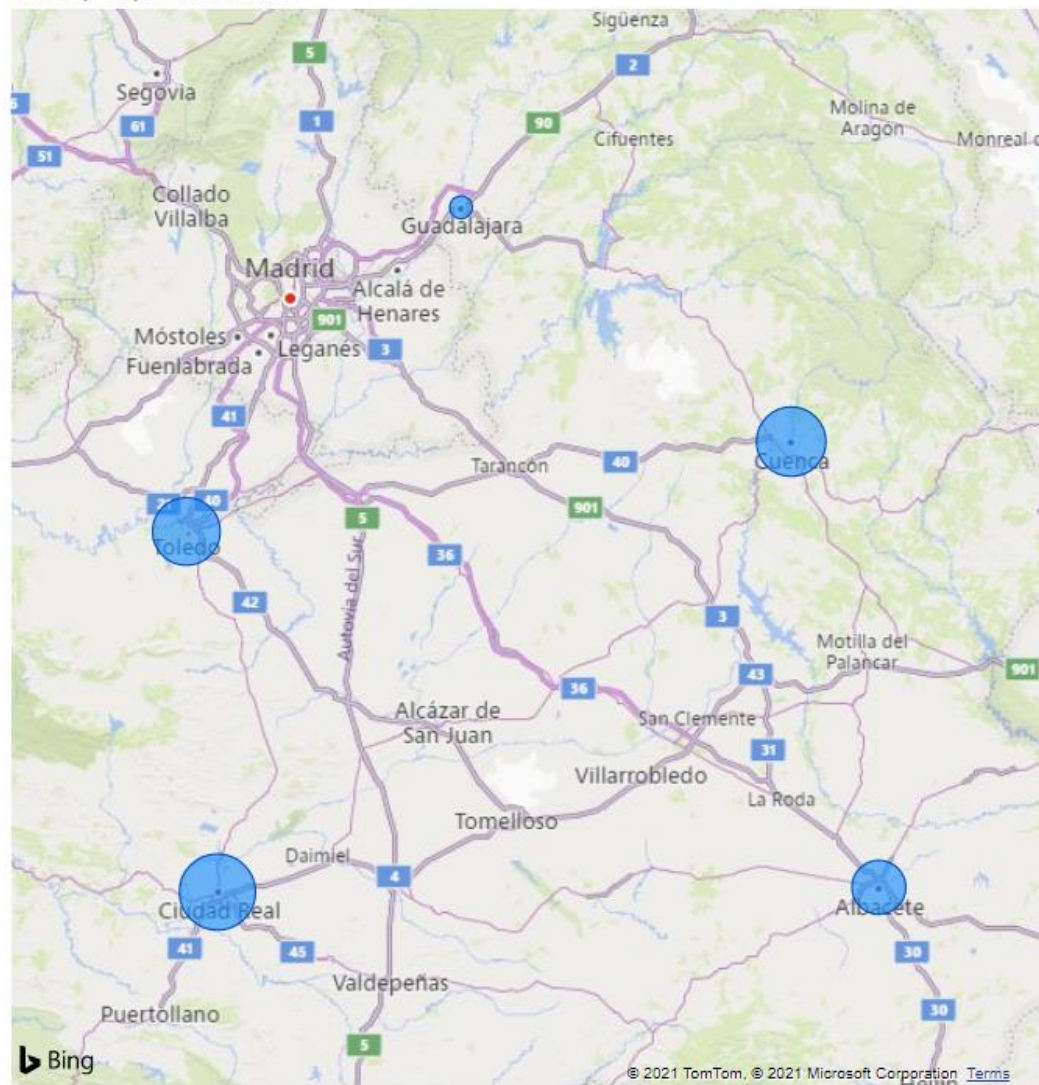 Sigüenza
5
2
Segovia
6
61
1
90
Molina de
Aragón
51
Cifuentes
Monreal
Collado
Villalba
Guadalajara
Madrid
Alcalá de
Henares
901
Móstoles
Leganés
3
Fuenlabrada
41
Tarancón
40
Cuenca
40
901
5
Toledo
36
Autovía del Sur
42
3
Motilla del
Palancar
43
901
36
Alcázar de
San Juan
San Clemente
31
Villarrobledo
La Roda
Tomelloso
Daimiel
4
Ciudad Real
Albacete
41
45
30
Valdepeñas
30
Puertollano
5
Bing
© 2021 TomTom, © 2021 Microsoft Corporation Terms